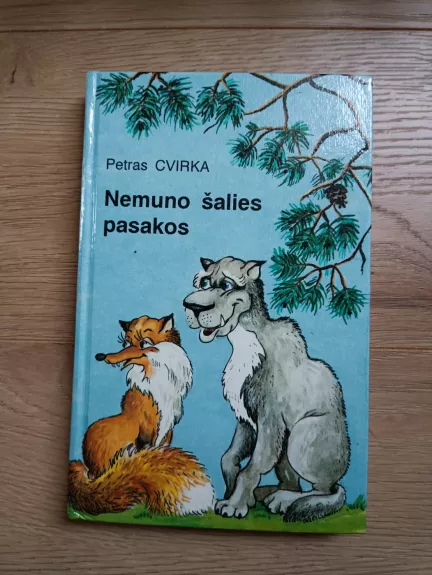 Petras CVIRKA
Nemuno šalies
pasakos